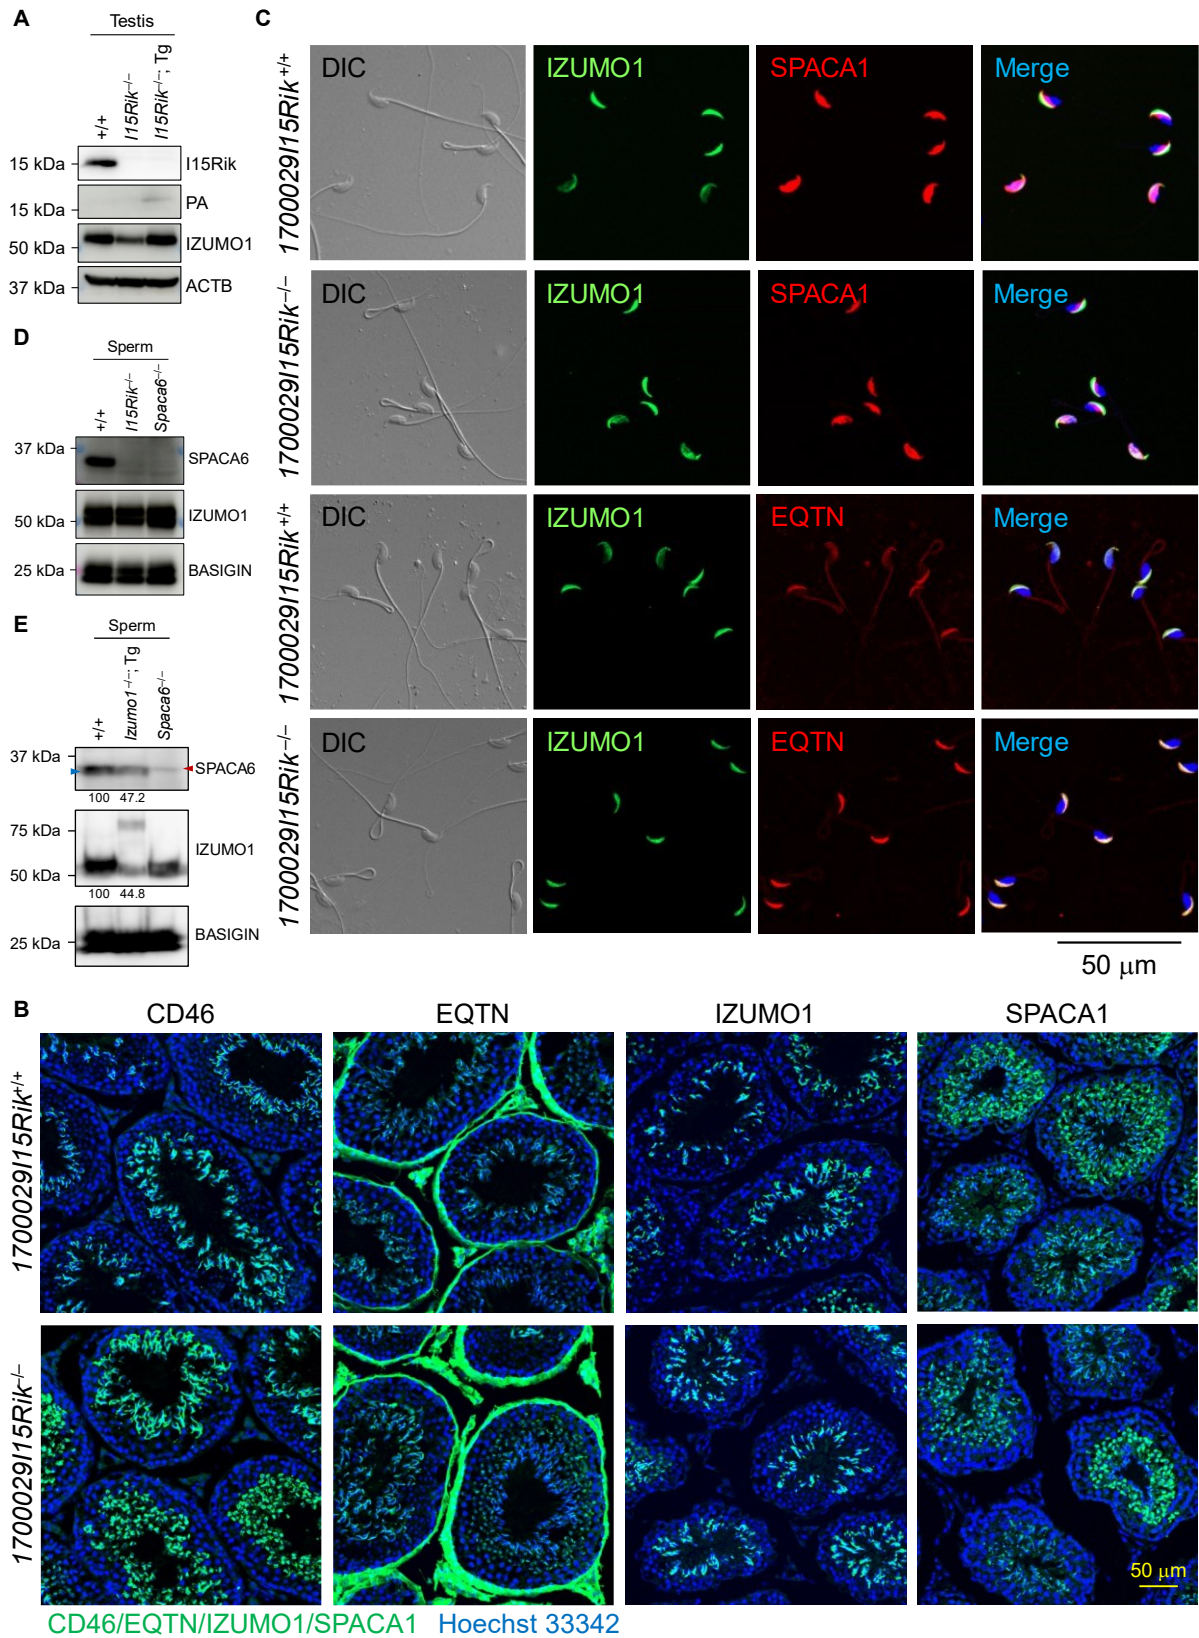 A
Testis
+/+
I15Rik–/–
I15Rik–/–; Tg
15 kDa
I15Rik
15 kDa
PA
50 kDa
IZUMO1
37 kDa
ACTB
D
Sperm
+/+
I15Rik–/–
Spaca6–/–
37 kDa
SPACA6
50 kDa
IZUMO1
25 kDa
BASIGIN
E
Sperm
+/+
Izumo1–/–; Tg
Spaca6–/–
37 kDa
SPACA6
100 47.2
75 kDa
IZUMO1
50 kDa
100 44.8
25 kDa
BASIGIN
C
1700029I15Rik+/+
DIC
IZUMO1
SPACA1
Merge
1700029I15Rik–/–
DIC
IZUMO1
SPACA1
Merge
1700029I15Rik+/+
DIC
IZUMO1
EQTN
Merge
1700029I15Rik–/–
DIC
IZUMO1
EQTN
Merge
50 μm
B
CD46
EQTN
IZUMO1
SPACA1
1700029I15Rik+/+
1700029I15Rik–/–
50 μm
CD46/EQTN/IZUMO1/SPACA1 Hoechst 33342